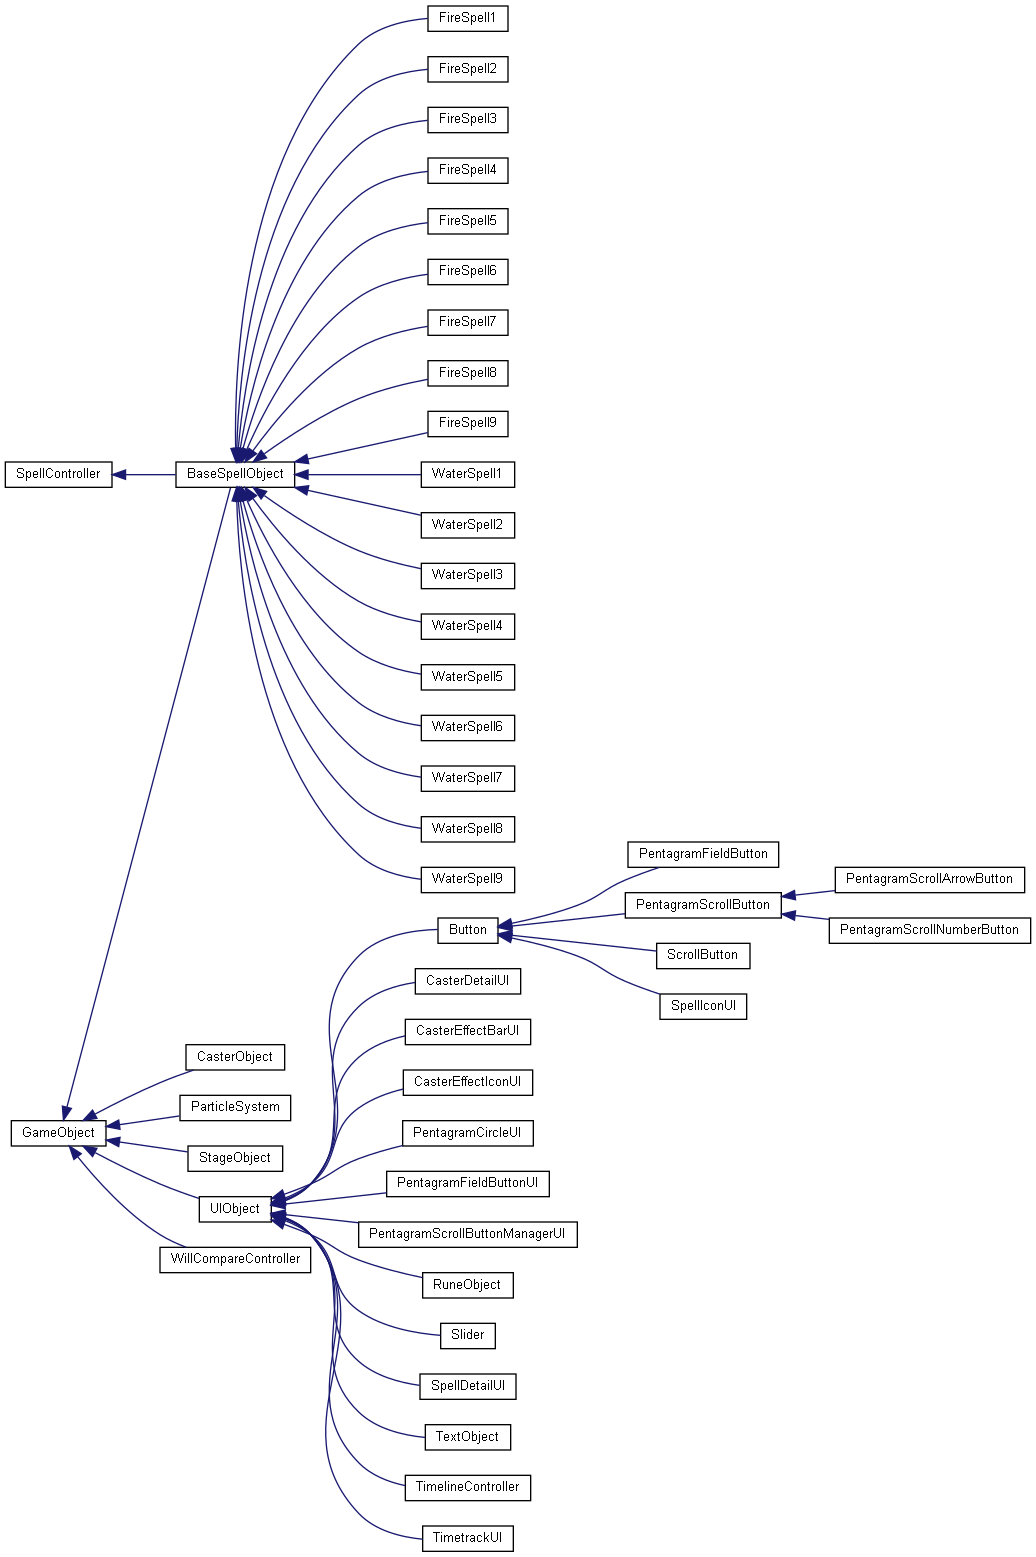 FireSpell1
FireSpell2
FireSpell3
FireSpell4
FireSpell5
FireSpell6
FireSpell7
FireSpell8
FireSpell9
SpellController
BaseSpellObject
WaterSpell1
WaterSpell2
WaterSpell3
WaterSpell4
WaterSpell5
WaterSpell6
WaterSpell7
WaterSpell8
WaterSpell9
PentagramFieldButton
PentagramScrollArrowButton
PentagramScrollButton
Button
PentagramScrollNumberButton
ScrollButton
CasterDetailUI
SpellIconUI
CasterEffectBarUI
CasterObject
CasterEffectIconUI
ParticleSystem
GameObject
PentagramCircleUI
StageObject
PentagramFieldButtonUI
UIObject
PentagramScrollButtonManagerUI
WillCompareController
RuneObject
Slider
SpellDetailUI
TextObject
TimelineController
TimetrackUI